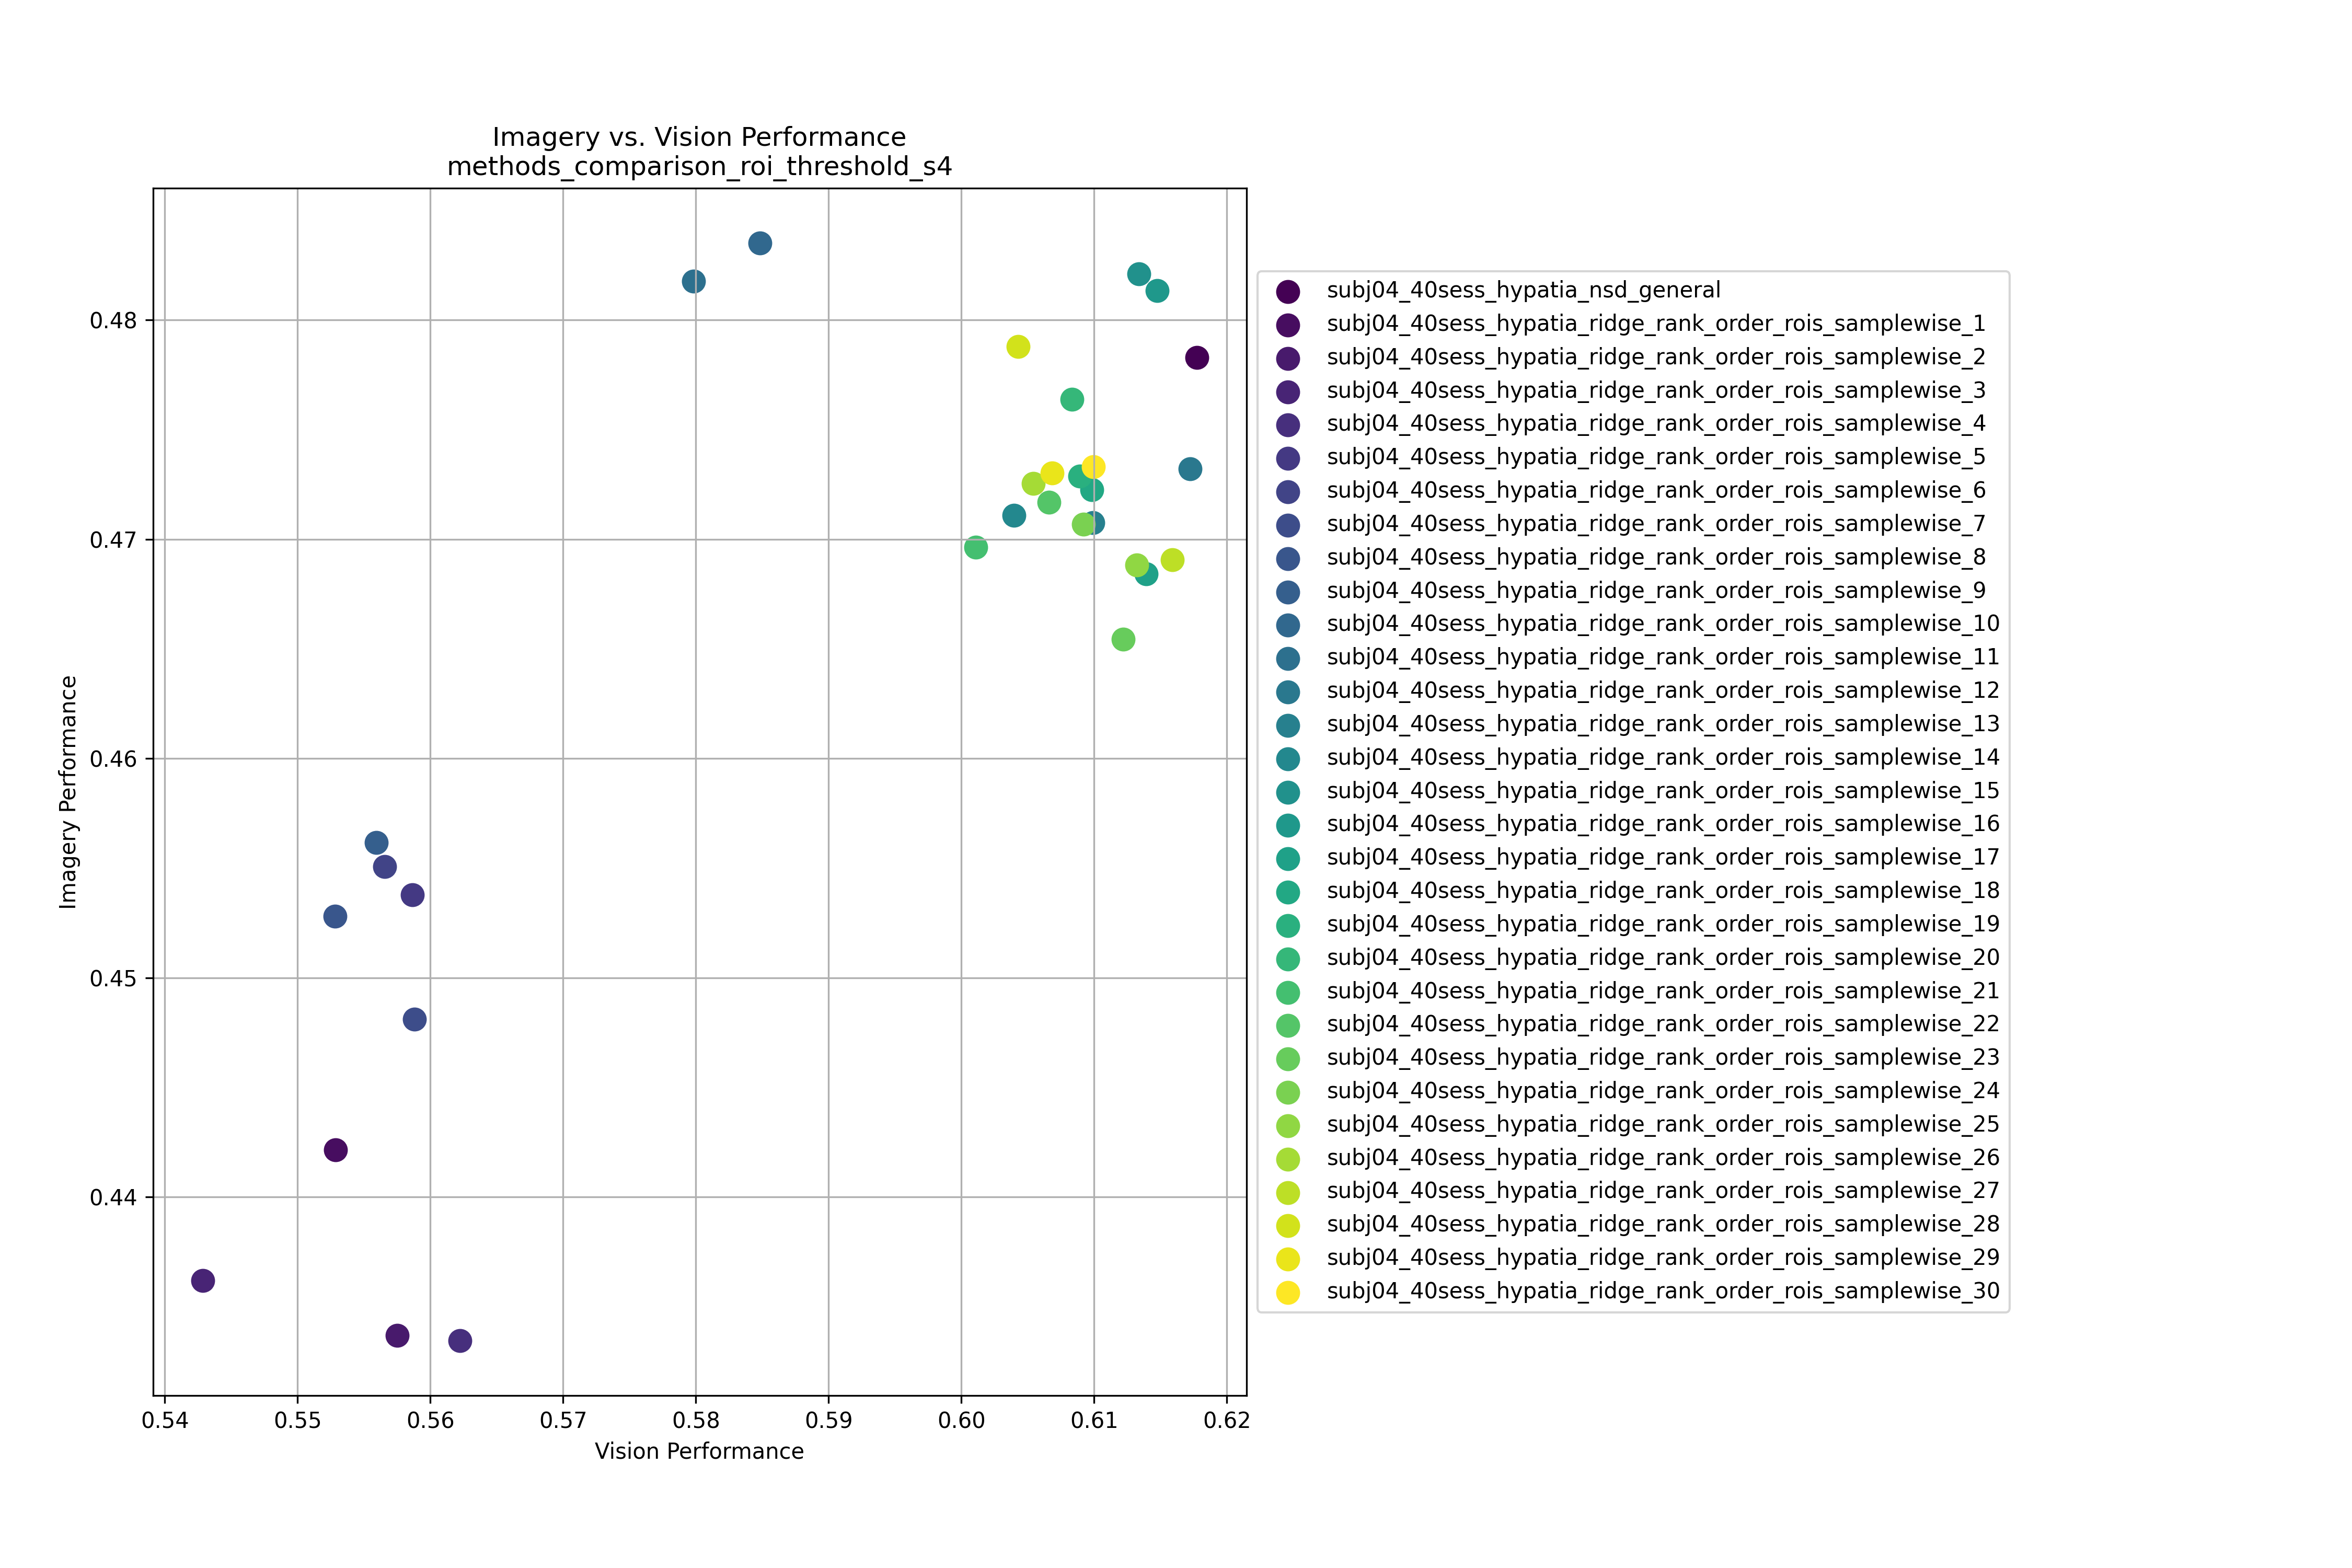 Imagery vs. Vision Performance
methods_comparison_roi_threshold_s4
0.48
0.47
0.46
0.45
0.44
Imagery Performance
0.54 0.55 0.56 0.57 0.58 0.59 0.60 0.61 0.62
Vision Performance
subj04_40sess_hypatia_nsd_general
subj04_40sess_hypatia_ridge_rank_order_rois_samplewise_1
subj04_40sess_hypatia_ridge_rank_order_rois_samplewise_2
subj04_40sess_hypatia_ridge_rank_order_rois_samplewise_3
subj04_40sess_hypatia_ridge_rank_order_rois_samplewise_4
subj04_40sess_hypatia_ridge_rank_order_rois_samplewise_5
subj04_40sess_hypatia_ridge_rank_order_rois_samplewise_6
subj04_40sess_hypatia_ridge_rank_order_rois_samplewise_7
subj04_40sess_hypatia_ridge_rank_order_rois_samplewise_8
subj04_40sess_hypatia_ridge_rank_order_rois_samplewise_9
subj04_40sess_hypatia_ridge_rank_order_rois_samplewise_10
subj04_40sess_hypatia_ridge_rank_order_rois_samplewise_11
subj04_40sess_hypatia_ridge_rank_order_rois_samplewise_12
subj04_40sess_hypatia_ridge_rank_order_rois_samplewise_13
subj04_40sess_hypatia_ridge_rank_order_rois_samplewise_14
subj04_40sess_hypatia_ridge_rank_order_rois_samplewise_15
subj04_40sess_hypatia_ridge_rank_order_rois_samplewise_16
subj04_40sess_hypatia_ridge_rank_order_rois_samplewise_17
subj04_40sess_hypatia_ridge_rank_order_rois_samplewise_18
subj04_40sess_hypatia_ridge_rank_order_rois_samplewise_19
subj04_40sess_hypatia_ridge_rank_order_rois_samplewise_20
subj04_40sess_hypatia_ridge_rank_order_rois_samplewise_21
subj04_40sess_hypatia_ridge_rank_order_rois_samplewise_22
subj04_40sess_hypatia_ridge_rank_order_rois_samplewise_23
subj04_40sess_hypatia_ridge_rank_order_rois_samplewise_24
subj04_40sess_hypatia_ridge_rank_order_rois_samplewise_25
subj04_40sess_hypatia_ridge_rank_order_rois_samplewise_26
subj04_40sess_hypatia_ridge_rank_order_rois_samplewise_27
subj04_40sess_hypatia_ridge_rank_order_rois_samplewise_28
subj04_40sess_hypatia_ridge_rank_order_rois_samplewise_29
subj04_40sess_hypatia_ridge_rank_order_rois_samplewise_30